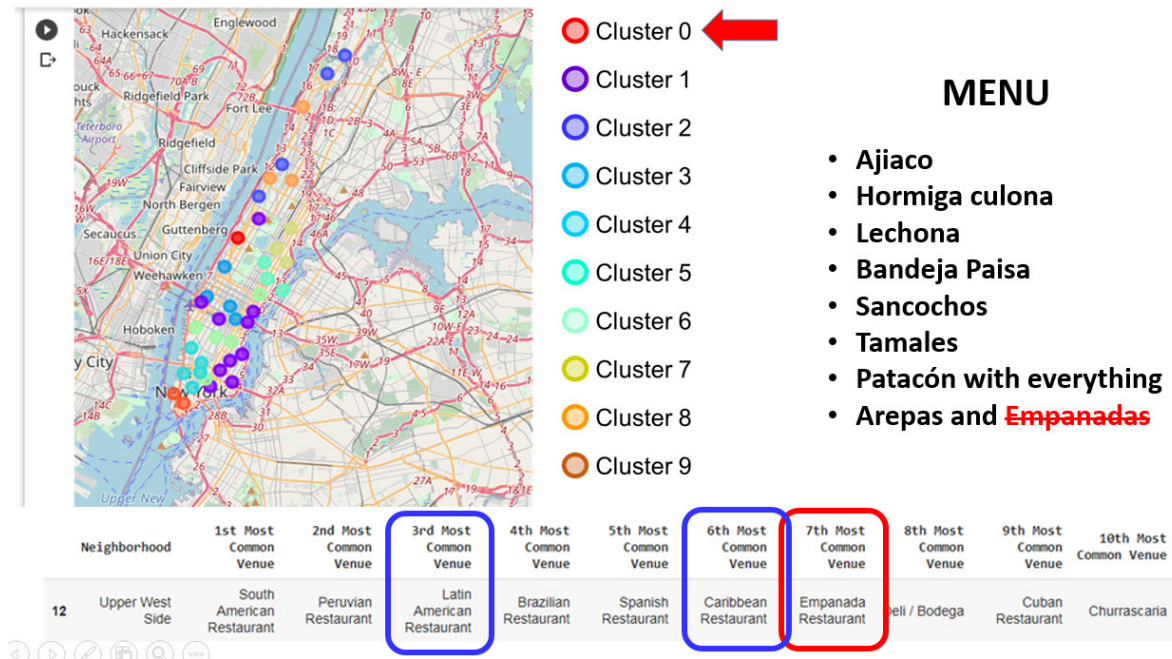 Englewood
Hackensack
Ridgefield Park
Fort Lee
Teterboro
Airport
Ridgefield
Cliffside Park
Fairview
North Bergen
Guttenberg
Secaucus
Union City
Weehawken
Hoboken
y City
New York
Upper New
Cluster 0
Cluster 1
Cluster 2
Cluster 3
Cluster 4
Cluster 5
Cluster 6
Cluster 7
Cluster 8
Cluster 9
MENU
• Ajiaco
• Hormiga culona
• Lechona
• Bandeja Paisa
• Sancochos
• Tamales
• Patacón with everything
• Arepas and Empanadas
Neighborhood 1st Most Common Venue 2nd Most Common Venue 3rd Most Common Venue 4th Most Common Venue 5th Most Common Venue 6th Most Common Venue 7th Most Common Venue 8th Most Common Venue 9th Most Common Venue 10th Most Common Venue
12 Upper West Side South American Restaurant Peruvian Restaurant Latin American Restaurant Brazilian Restaurant Spanish Restaurant Caribbean Restaurant Empanada Restaurant Deli / Bodega Cuban Restaurant Churrascaria